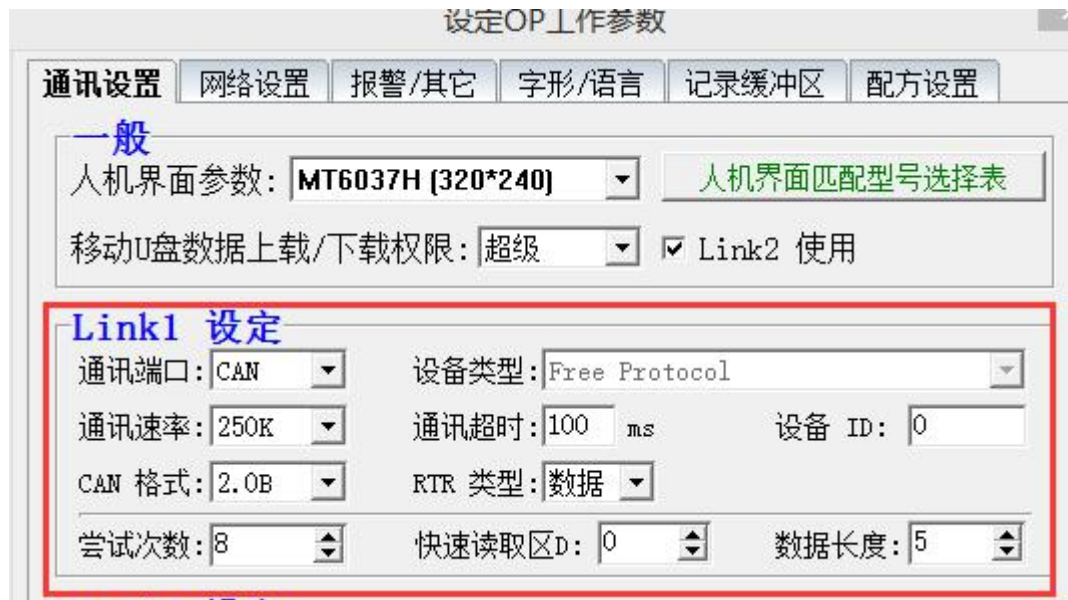 设定OP工作参数
通讯设置 网络设置 报警/其它 字形/语言 记录缓冲区 配方设置
一般
人机界面参数: MT6037H (320*240) 人机界面匹配型号选择表
移动U盘数据上载/下载权限: 超级 Link2 使用
Link1 设定
通讯端口: CAN 设备类型: Free Protocol
通讯速率: 250K 通讯超时: 100 ms 设备 ID: 0
CAN 格式: 2.0B RTR 类型: 数据
尝试次数: 8 快速读取区D: 0 数据长度: 5